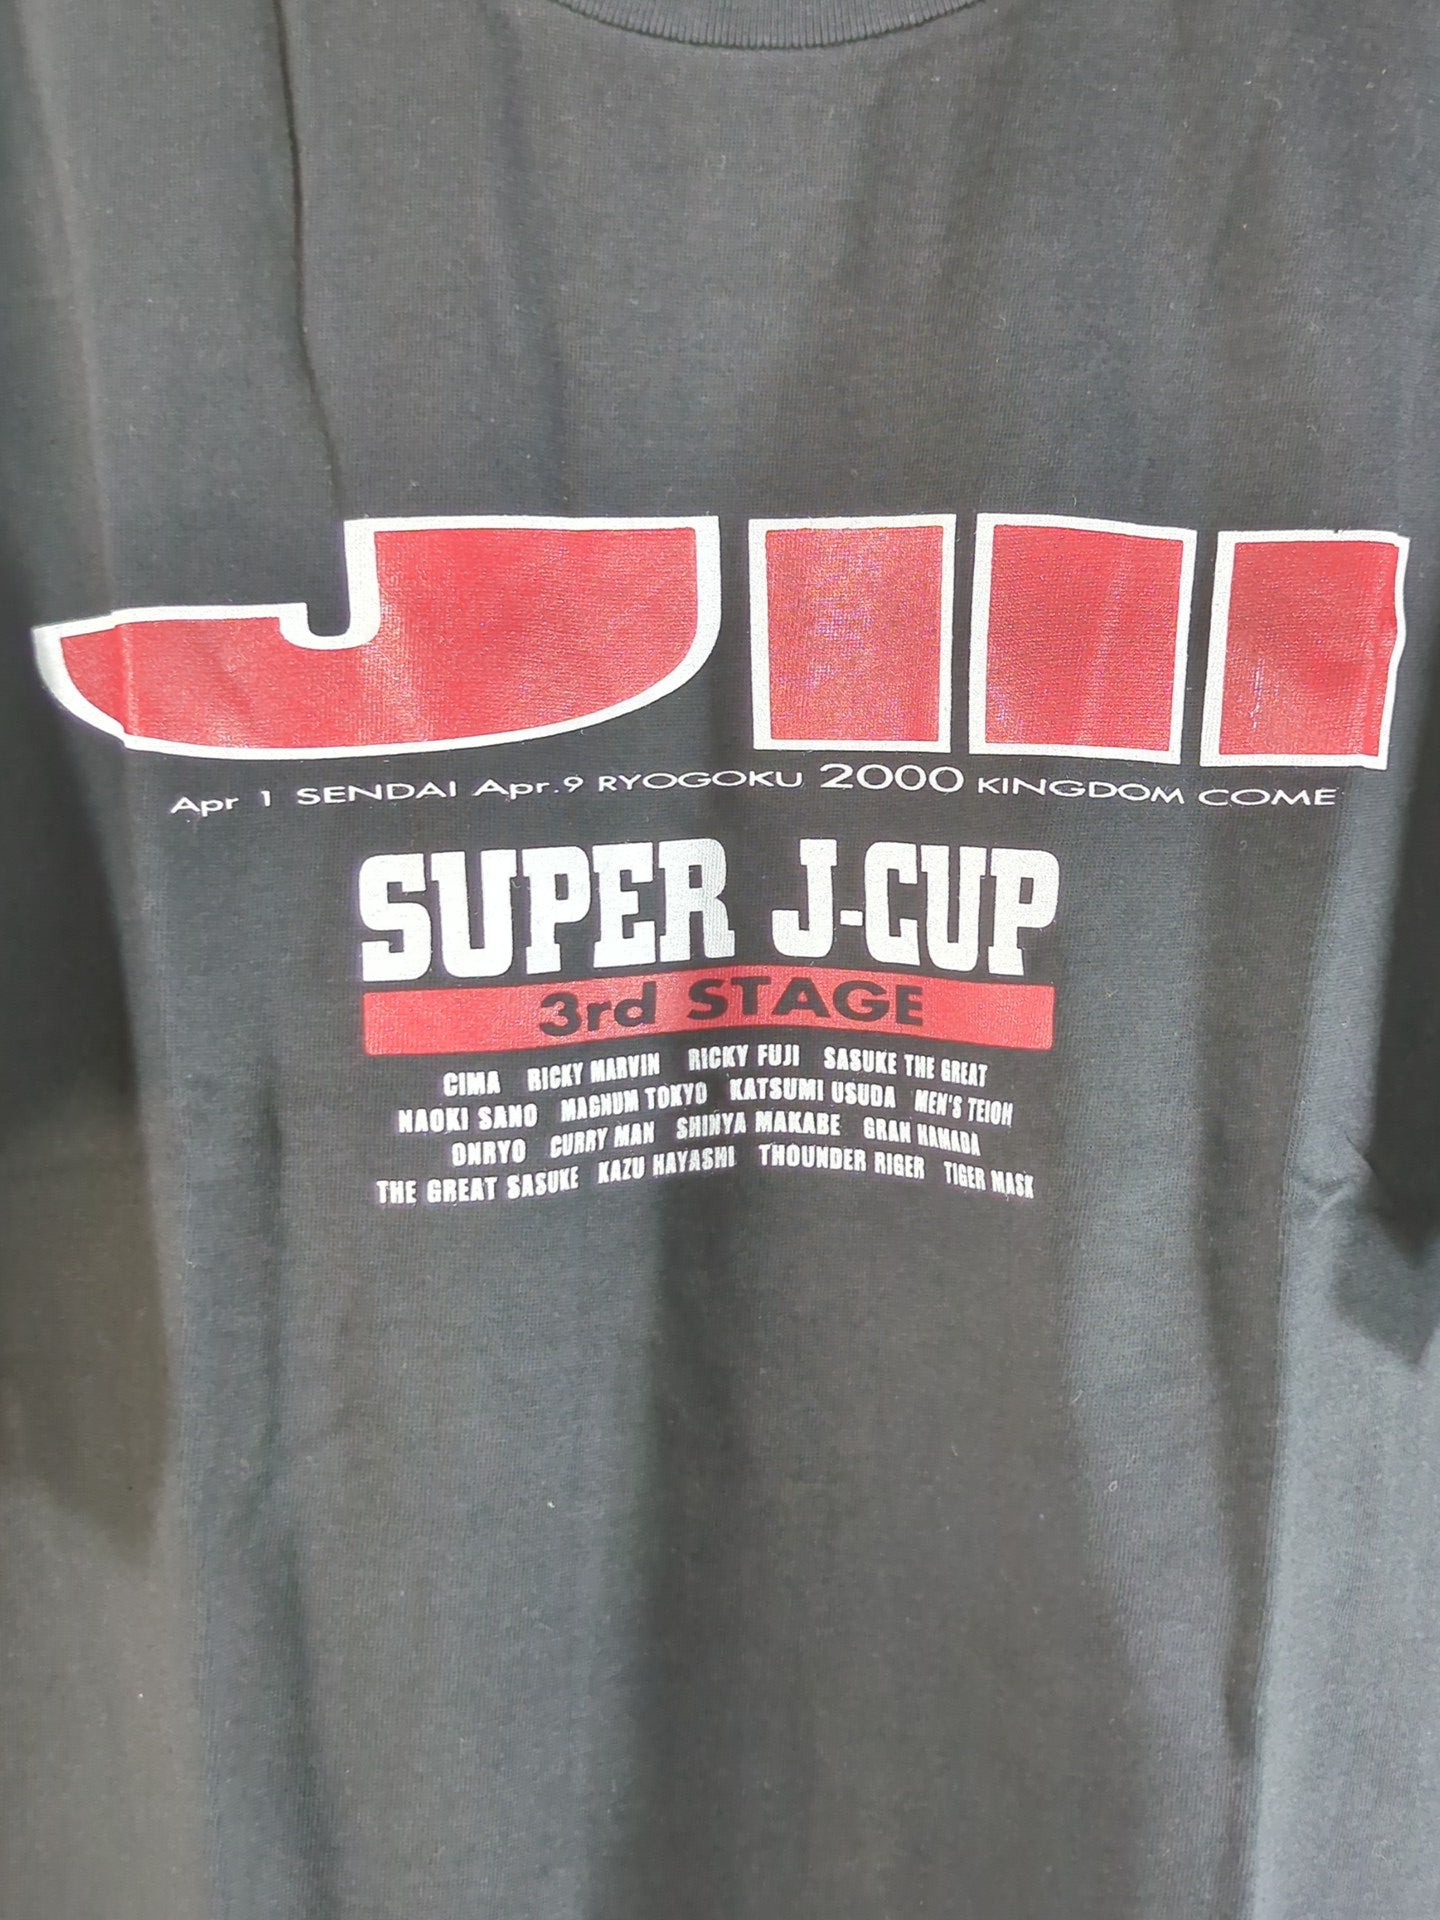 JIII
Apr 1 SENDAI Apr.9 RYOGOKU 2000 KINGDOM COME
SUPER J-CUP
3rd STAGE
CIMA RICKY MARVIN RICKY FUJI SASUKE THE GREAT
NAOKI SANO MAGNUM TOKYO KATSUMI USUDA MEN'S TEIOH
ONRYO CURRY MAN SHINYA MAKABE GRAN HAMADA
THE GREAT SASUKE KAZU HAYASHI THOUNDER RIGER TIGER MASK